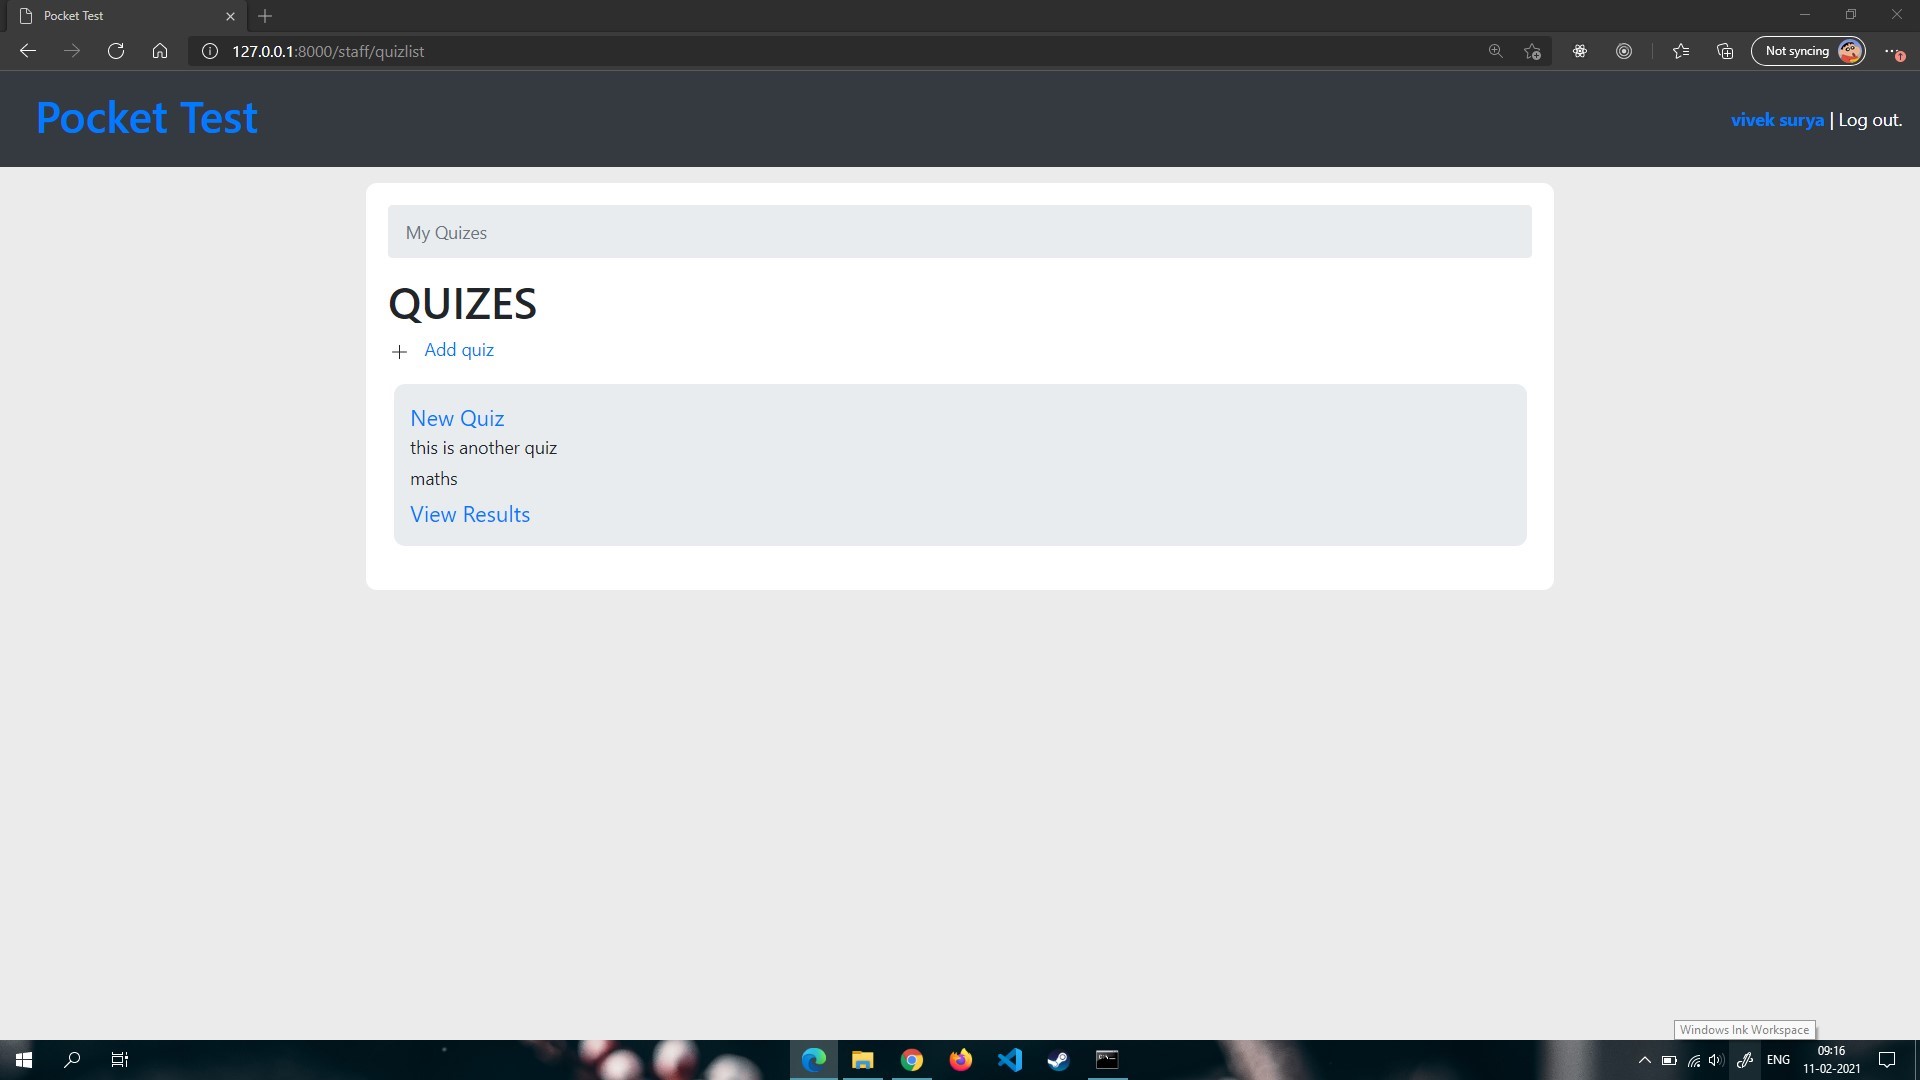 Pocket Test
127.0.0.1:8000/staff/quizlist
Not syncing
Pocket Test
vivek surya | Log out.
My Quizes
QUIZES
Add quiz
New Quiz
this is another quiz
maths
View Results
Windows Ink Workspace
ENG
09:16
11-02-2021